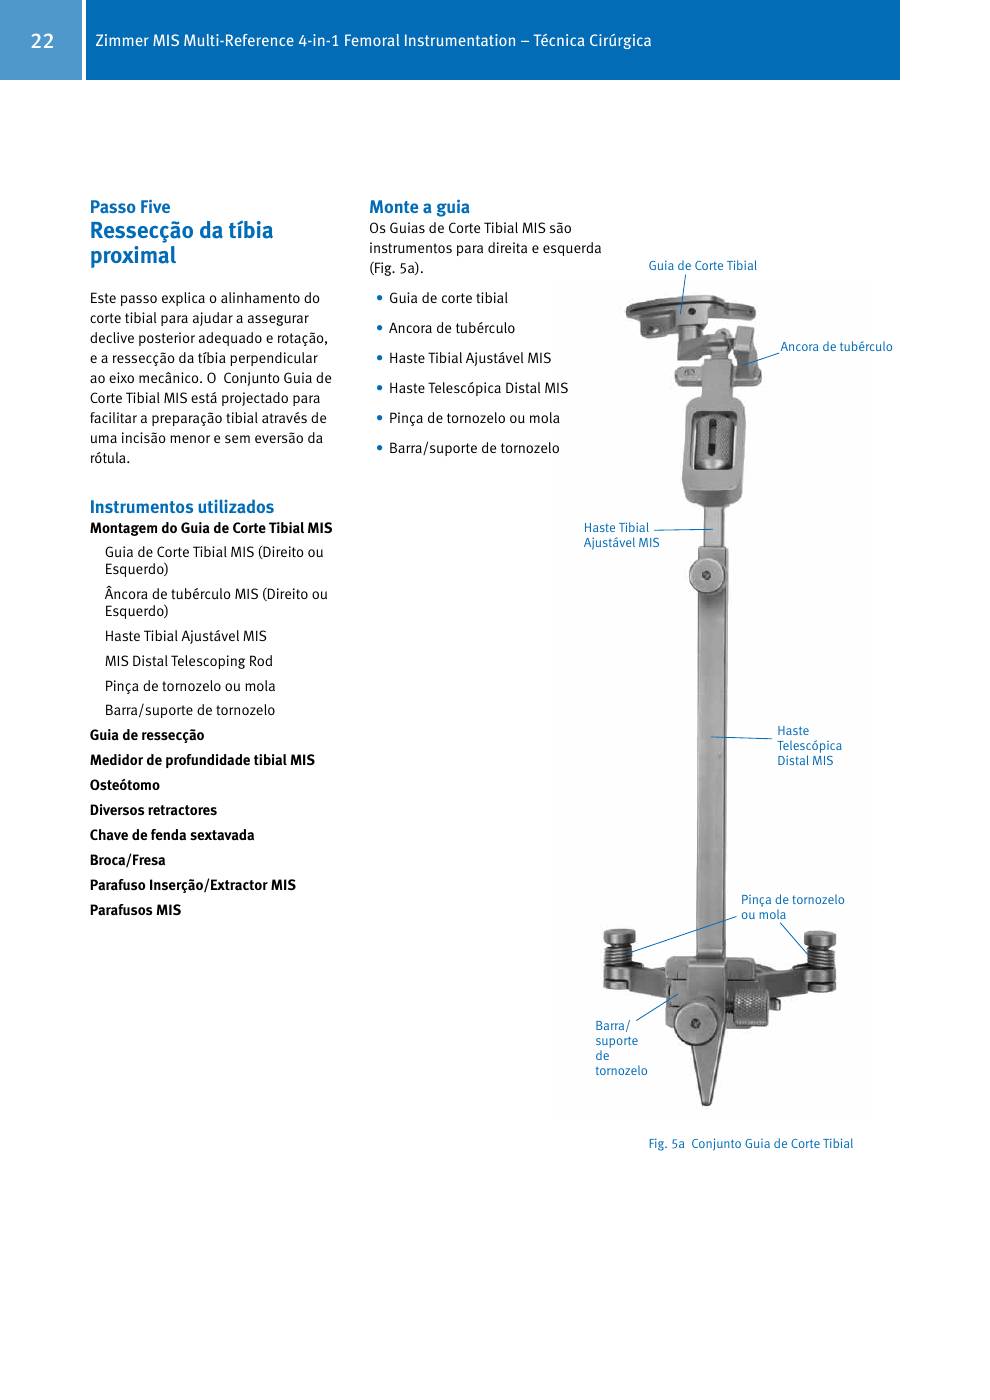 22
Zimmer MIS Multi-Reference 4-in-1 Femoral Instrumentation – Técnica Cirúrgica
Passo Five
Ressecção da tíbia
proximal
Este passo explica o alinhamento do
corte tibial para ajudar a assegurar
declive posterior adequado e rotação,
e a ressecção da tíbia perpendicular
ao eixo mecânico. O  Conjunto Guia de
Corte Tibial MIS está projectado para
facilitar a preparação tibial através de
uma incisão menor e sem eversão da
rótula.
Instrumentos utilizados
Montagem do Guia de Corte Tibial MIS
Guia de Corte Tibial MIS (Direito ou
Esquerdo)
Âncora de tubérculo MIS (Direito ou
Esquerdo)
Haste Tibial Ajustável MIS
MIS Distal Telescoping Rod
Pinça de tornozelo ou mola
Barra/suporte de tornozelo
Guia de ressecção
Medidor de profundidade tibial MIS
Osteótomo
Diversos retractores
Chave de fenda sextavada
Broca/Fresa
Parafuso Inserção/Extractor MIS
Parafusos MIS
Monte a guia
Os Guias de Corte Tibial MIS são
instrumentos para direita e esquerda
(Fig. 5a).
• Guia de corte tibial
• Ancora de tubérculo
• Haste Tibial Ajustável MIS
• Haste Telescópica Distal MIS
• Pinça de tornozelo ou mola
• Barra/suporte de tornozelo
Guia de Corte Tibial
Ancora de tubérculo
Haste Tibial
Ajustável MIS
Haste
Telescópica
Distal MIS
Pinça de tornozelo
ou mola
Barra/
suporte
de
tornozelo
Fig. 5a  Conjunto Guia de Corte Tibial